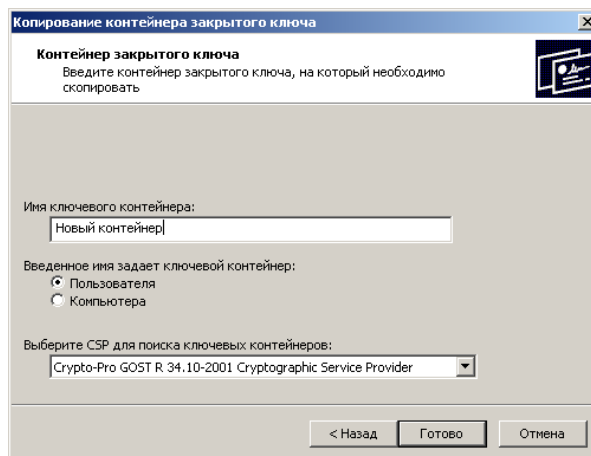 Копирование контейнера закрытого ключа
Контейнер закрытого ключа
Введите контейнер закрытого ключа, на который необходимо
скопировать
Имя ключевого контейнера:
Новый контейнер
Введенное имя задает ключевой контейнер:
Пользователя
Компьютера
Выберите CSP для поиска ключевых контейнеров:
Crypto-Pro GOST R 34.10-2001 Cryptographic Service Provider
< Назад
Готово
Отмена